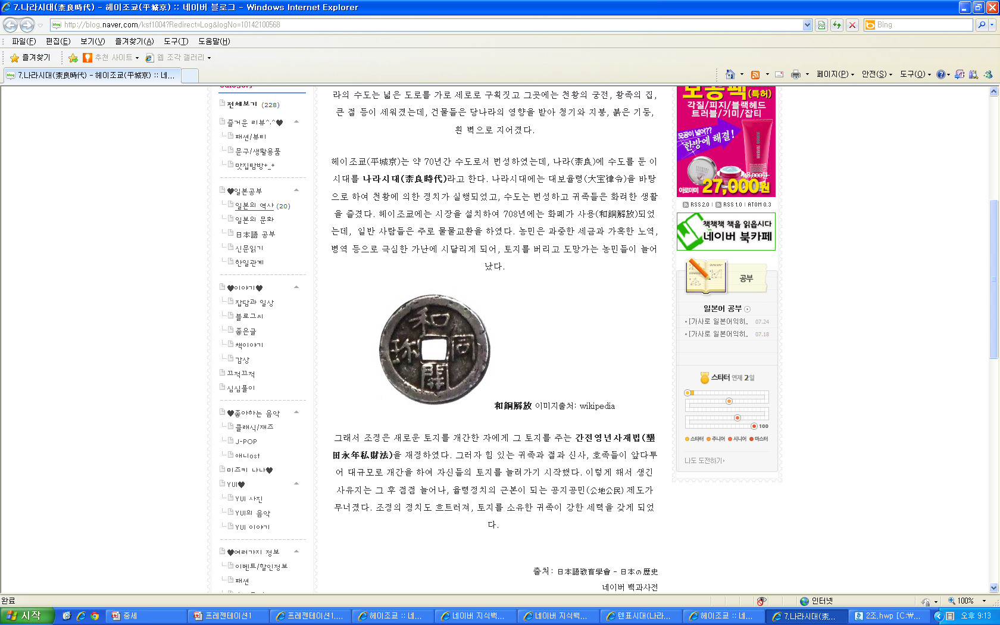 7.나라시대(奈良時代) - 헤이조쿄(平城京) :: 네이버 블로그 - Windows Internet Explorer
http://blog.naver.com/ksf1004?Redirect=Log&logNo=10142100568
Bing
파일(F) 편집(E) 보기(V) 즐겨찾기(A) 도구(T) 도움말(H)
즐겨찾기 추천 사이트 웹 조각 갤러리
7.나라시대(奈良時代) - 헤이조쿄(平城京) :: 네...
페이지(P) 안전(S) 도구(O)
전체보기 (228)
즐거운 리뷰^.^♥
패션/뷰티
문구/생활용품
맛집탐방+_+
♥일본공부
일본의 역사 (20)
일본의 문화
日本語 공부
신문읽기
한일관계
♥이야기♥
잡담과 일상
블로그씨
좋은글
책이야기
감상
끄적끄적
심심풀이
♥좋아하는 음악
클래식/재즈
J-POP
애니ost
미즈키 나나♥
YUI♥
YUI 사진
YUI의 음악
YUI 이야기
♥여러가지 정보
이벤트/할인정보
패션
라의 수도는 넓은 도로를 가로 세로로 구획짓고 그곳에는 천황의 궁전, 황족의 집,
큰 절 등이 세워졌는데, 건물들은 당나라의 영향을 받아 청기와 지붕, 붉은 기둥,
흰 벽으로 지어졌다.
헤이조쿄(平城京)는 약 70년간 수도로서 번성하였는데, 나라(奈良)에 수도를 둔 이
시대를 나라시대(奈良時代)라고 한다. 나라시대에는 대보율령(大宝律令)을 바탕
으로 하여 천황에 의한 정치가 실행되었고, 수도는 번성하고 귀족들은 화려한 생활
을 즐겼다. 헤이조쿄에는 시장을 설치하여 708년에는 화폐가 사용(和銅解放)되었
는데, 일반 사람들은 주로 물물교환을 하였다. 농민은 과중한 세금과 가혹한 노역,
병역 등으로 극심한 가난에 시달리게 되어, 토지를 버리고 도망가는 농민들이 늘어
났다.
和
同
開
珎
和銅解放 이미지출처: wikipedia
그래서 조정은 새로운 토지를 개간한 자에게 그 토지를 주는 간전영년사재법(墾
田永年私財法)을 재정하였다. 그러자 힘 있는 귀족과 절과 신사, 호족들이 앞다투
어 대규모로 개간을 하여 자신들의 토지를 늘려가기 시작했다. 이렇게 해서 생긴
사유지는 그 후 점점 늘어나, 율령정치의 근본이 되는 공지공민(公地公民) 제도가
무너졌다. 조정의 정치도 흐트러져, 토지를 소유한 귀족이 강한 세력을 갖게 되었
다.
출처: 日本語敎育學會 - 日本の歷史
네이버 백과사전
모공팩(특허)
각질/피지/블랙헤드
트러블/기미/잡티
모공이 넓어??
한방에 해결!
48,000원
아로마미 27,000원
RSS 2.0 | RSS 1.0 | ATOM 0.3
책책책 책을 읽읍시다
네이버 북카페
공부
일본어 공부
• [가사로 일본어익히.. 07.24
• [가사로 일본어익히.. 07.18
스타터 연재 2일
100
스타터 주니어 시니어 마스터
나도 도전하기
완료
인터넷
100%
시작
중세
프레젠테이션1
프레젠테이션1....
헤이조쿄 :: 네...
네이버 지식백...
네이버 지식백...
텐표시대(나라...
헤이조쿄 :: 네...
7.나라시대(奈...
2조.hwp [C:₩...
오후 9:13